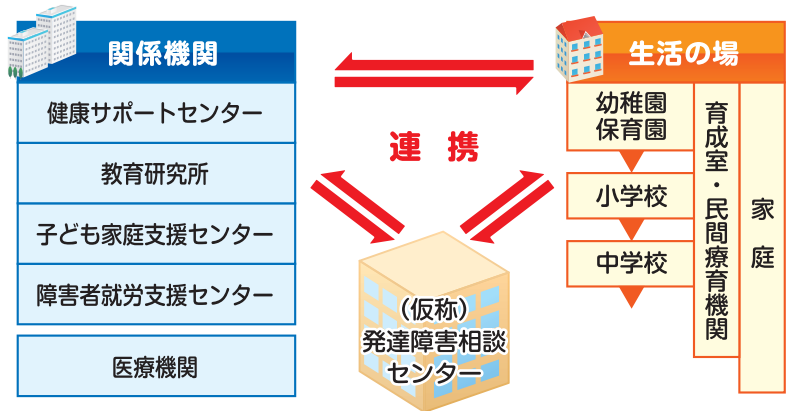 関係機関
健康サポートセンター
教育研究所
子ども家庭支援センター
障害者就労支援センター
医療機関
連携
（仮称）
発達障害相談
センター
生活の場
幼稚園
保育園
小学校
中学校
育成室・民間療育機関
家庭